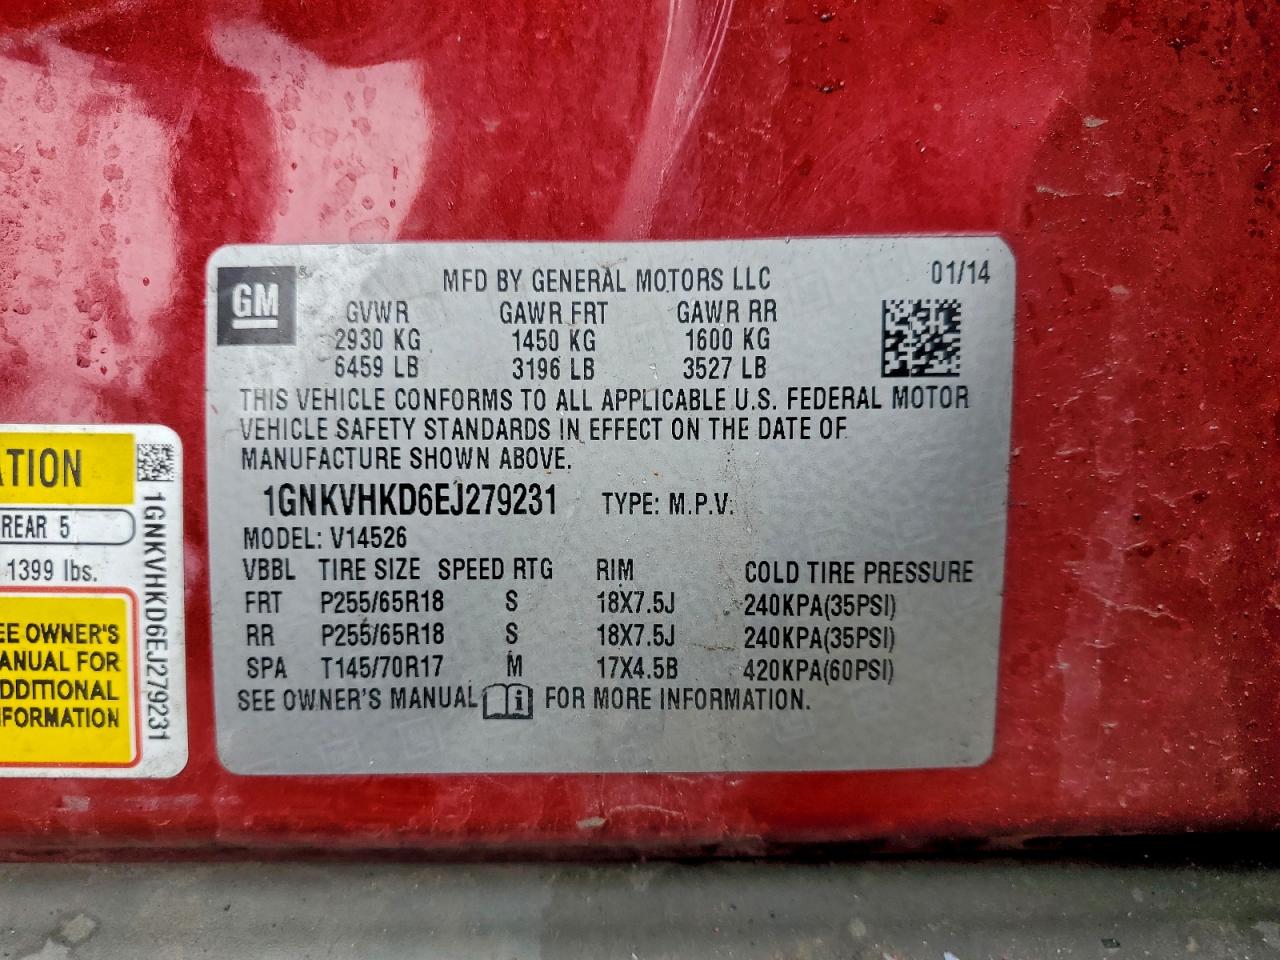 GM
MFD BY GENERAL MOTORS LLC
01/14
GVWR GAWR FRT GAWR RR
2930 KG 1450 KG 1600 KG
6459 LB 3196 LB 3527 LB
THIS VEHICLE CONFORMS TO ALL APPLICABLE U.S. FEDERAL MOTOR
VEHICLE SAFETY STANDARDS IN EFFECT ON THE DATE OF
MANUFACTURE SHOWN ABOVE.
1GNKVHKD6EJ279231 TYPE: M.P.V.
MODEL: V14526
VBBL TIRE SIZE SPEED RTG RIM COLD TIRE PRESSURE
FRT P255/65R18 S 18X7.5J 240KPA(35PSI)
RR P255/65R18 S 18X7.5J 240KPA(35PSI)
SPA T145/70R17 M 17X4.5B 420KPA(60PSI)
SEE OWNER'S MANUAL i FOR MORE INFORMATION.
ATION
REAR 5
1399 lbs.
EE OWNER'S
ANUAL FOR
DDITIONAL
FORMATION
1GNKVHKD6EJ279231